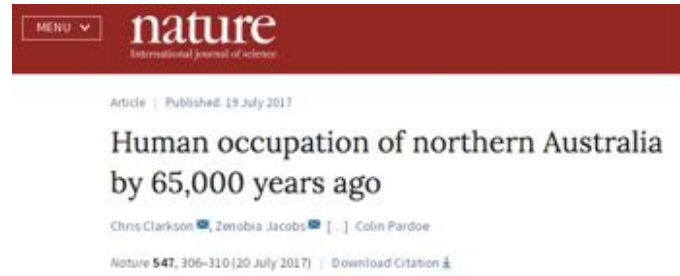 MENU
nature
International journal of science
Article | Published: 19 July 2017
Human occupation of northern Australia
by 65,000 years ago
Chris Clarkson, Zenobia Jacobs [...] Colin Pardoe
Nature 547, 306–310 (20 July 2017) | Download Citation